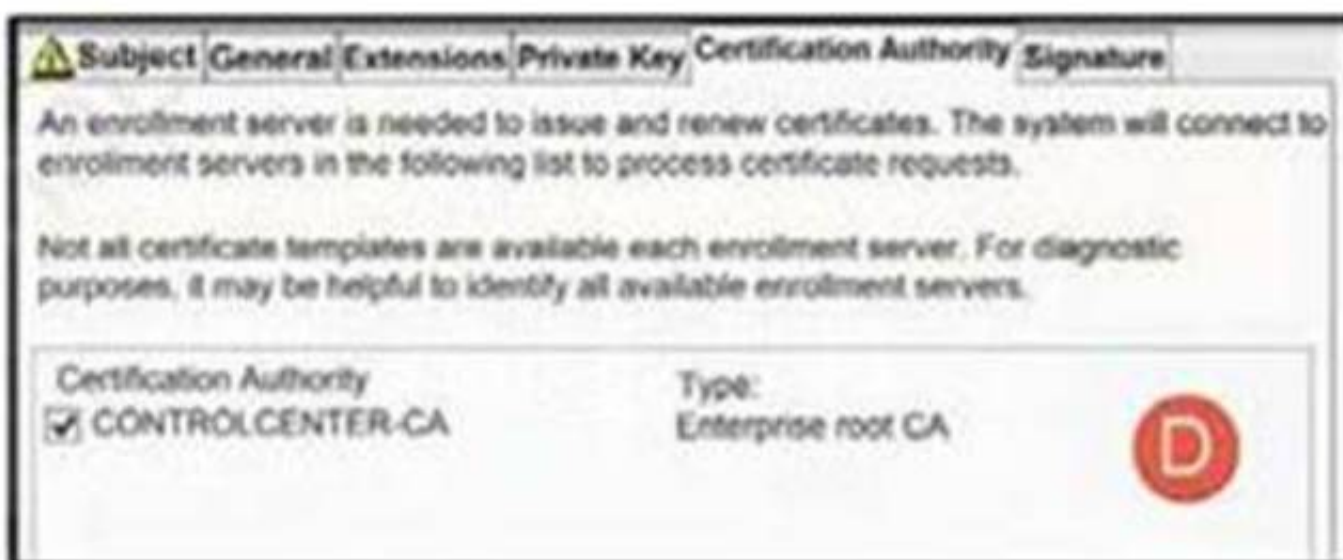 Subject General Extensions Private Key Certification Authority Signature
An enrollment server is needed to issue and renew certificates. The system will connect to
enrollment servers in the following list to process certificate requests.
Not all certificate templates are available each enrollment server. For diagnostic
purposes, it may be helpful to identify all available enrollment servers.
Certification Authority Type:
CONTROLCENTER-CA Enterprise root CA
D